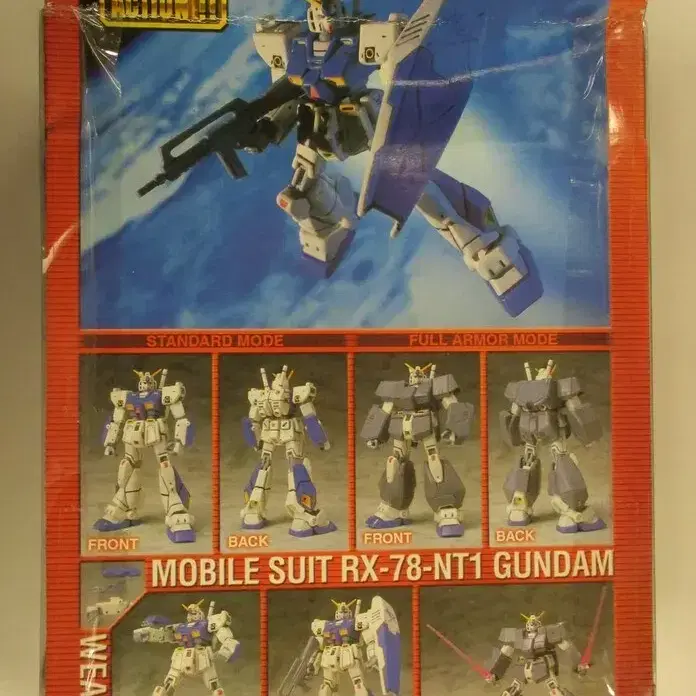 STANDARD MODE
FULL ARMOR MODE
FRONT
BACK
FRONT
BACK
MOBILE SUIT RX-78-NT1 GUNDAM